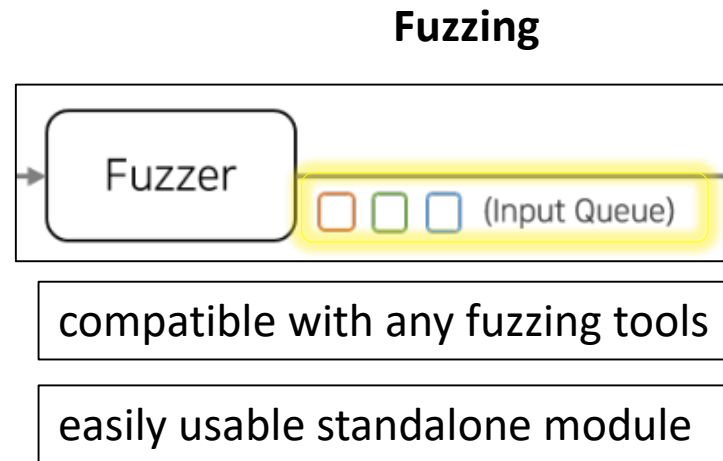 Fuzzing
Fuzzer
(Input Queue)
compatible with any fuzzing tools
easily usable standalone module